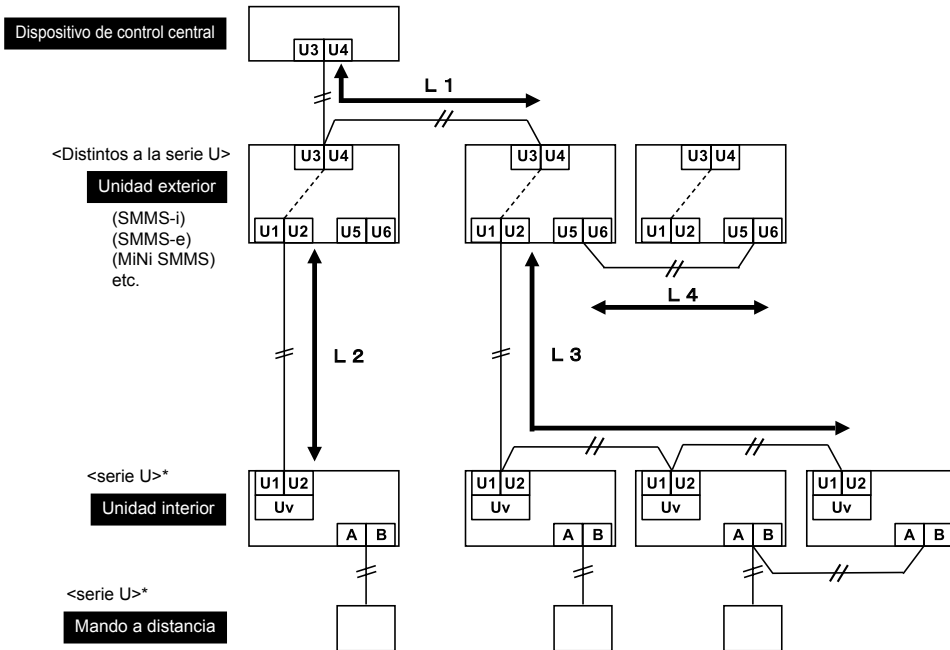 Dispositivo de control central
U3 U4
L 1
<Distintos a la serie U>
U3 U4
U3 U4
U3 U4
Unidad exterior
(SMMS-i)
(SMMS-e)
(MiNi SMMS)
etc.
U1 U2 U5 U6
U1 U2 U5 U6
U1 U2 U5 U6
L 4
L 2
L 3
<serie U>*
U1 U2
U1 U2
U1 U2
U1 U2
Unidad interior
Uv
Uv
Uv
Uv
A B
A B
A B
A B
<serie U>*
Mando a distancia